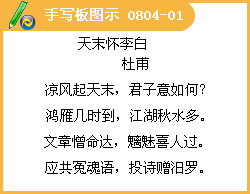 手写板图示 0804-01
天末怀李白
杜甫
凉风起天末，君子意如何？
鸿雁几时到，江湖秋水多。
文章憎命达，魑魅喜人过。
应共冤魂语，投诗赠汨罗。